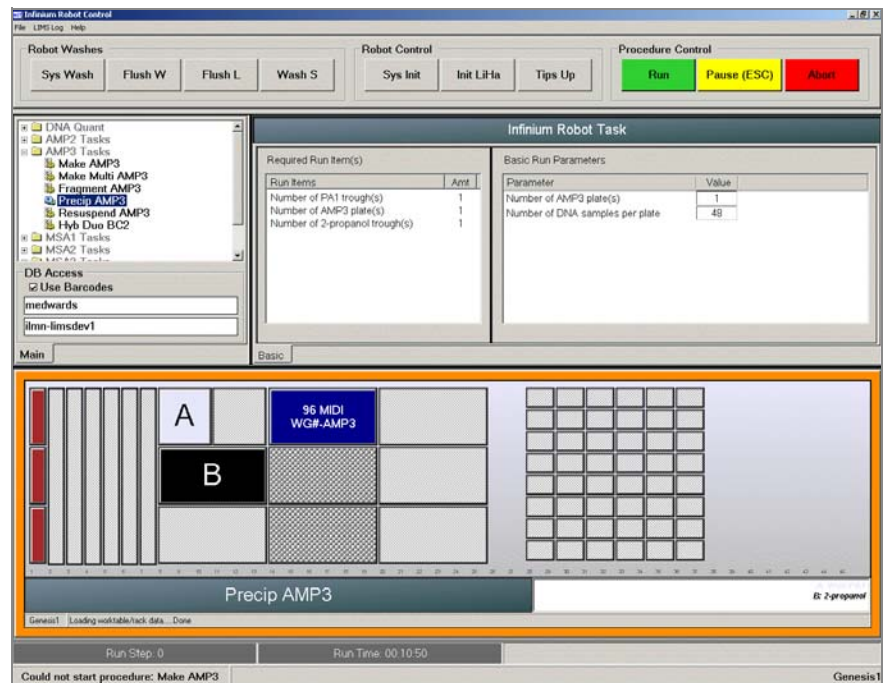 Infinium Robot Control
File LIMS Log Help
Robot Washes
Sys Wash Flush W Flush L Wash S
Robot Control
Sys Init Init LiHa Tips Up
Procedure Control
Run Pause (ESC) Abort
DNA Quant
AMP2 Tasks
AMP3 Tasks
Make AMP3
Make Multi AMP3
Fragment AMP3
Precip AMP3
Resuspend AMP3
Hyb Duo BC2
MSA1 Tasks
MSA2 Tasks
DB Access
Use Barcodes
medwards
ilmn-limsdev1
Main
Infinium Robot Task
Required Run Item(s)
Run Items Amt
Number of PA1 trough(s) 1
Number of AMP3 plate(s) 1
Number of 2-propanol trough(s) 1
Basic Run Parameters
Parameter Value
Number of AMP3 plate(s) 1
Number of DNA samples per plate 48
Basic
A
96 MIDI
WG#-AMP3
B
Precip AMP3
B: 2-propanol
Genesis1 Loading worktable/rack data... Done
Run Step: 0 Run Time: 00:10:50
Could not start procedure: Make AMP3 Genesis1